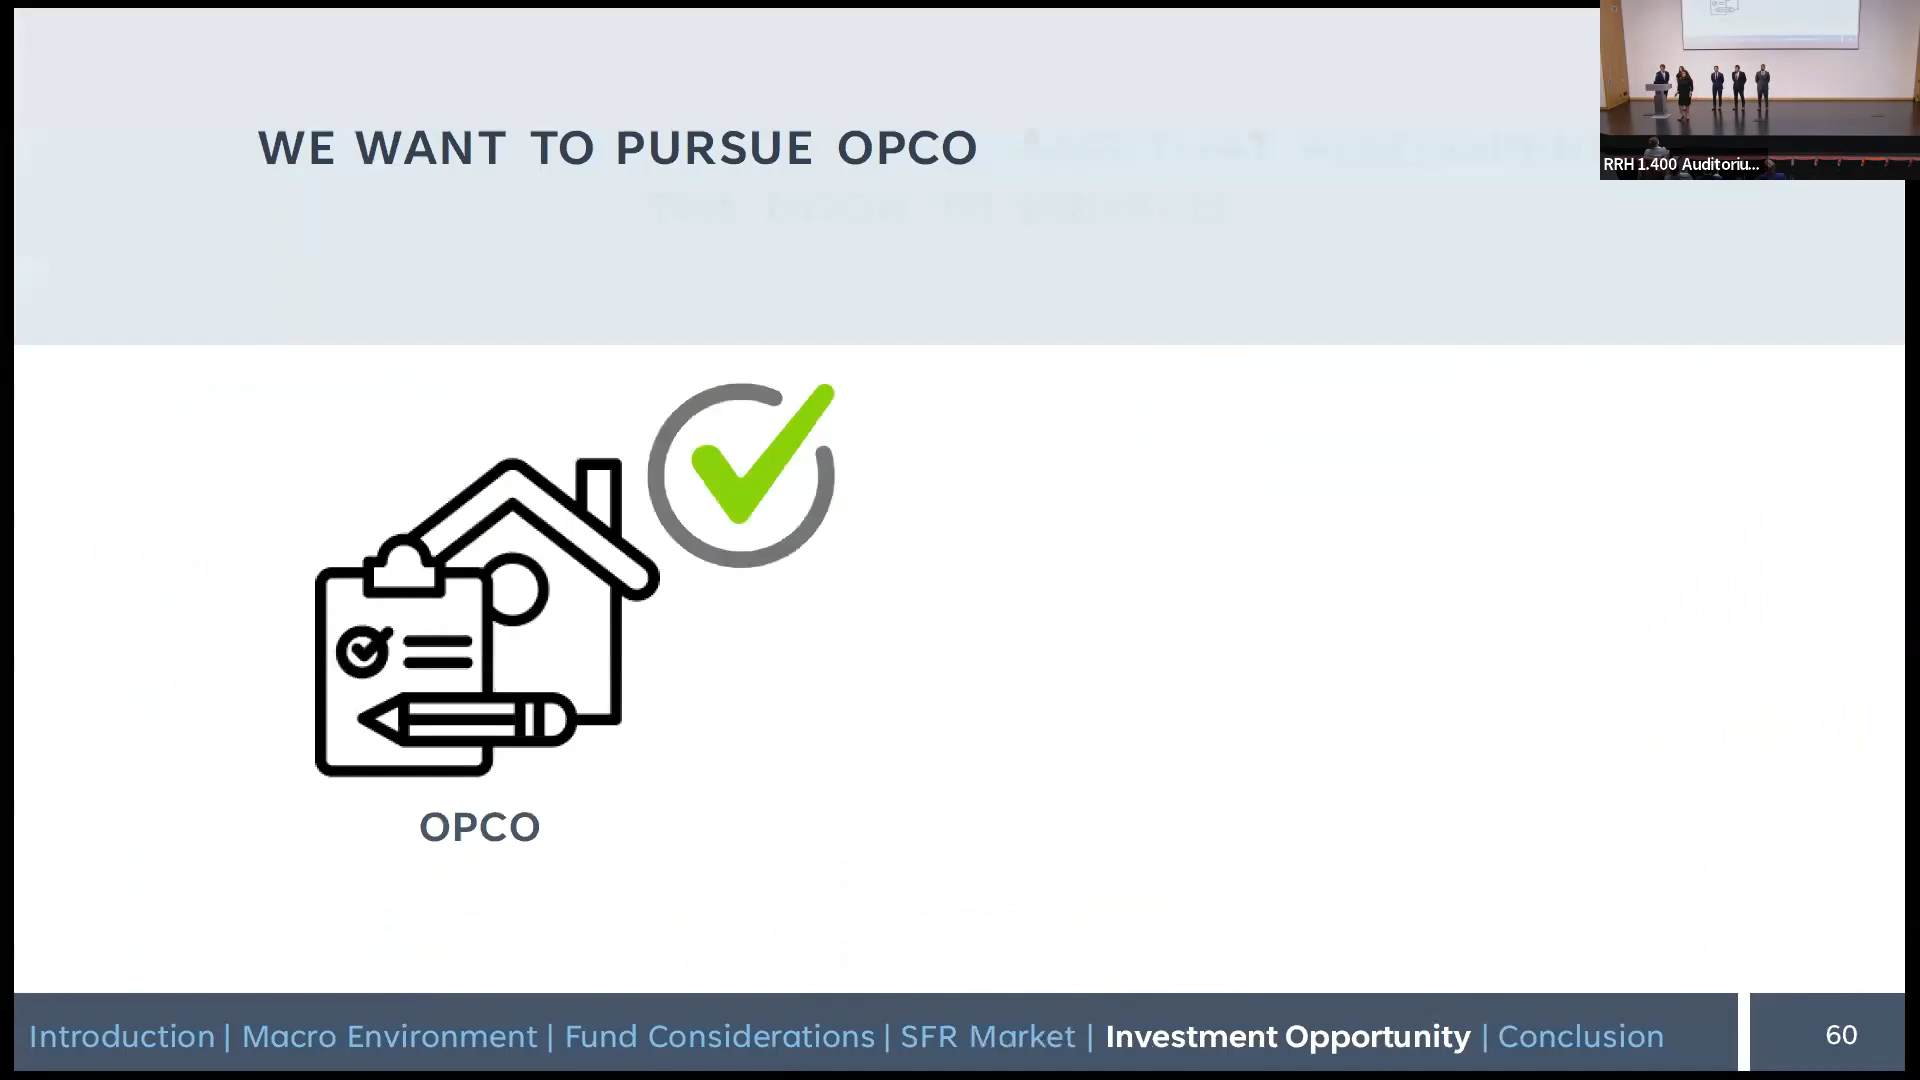 WE WANT TO PURSUE OPCO
RRH 1.400 Auditoriu...
OPCO
Introduction | Macro Environment | Fund Considerations | SFR Market | Investment Opportunity | Conclusion
60